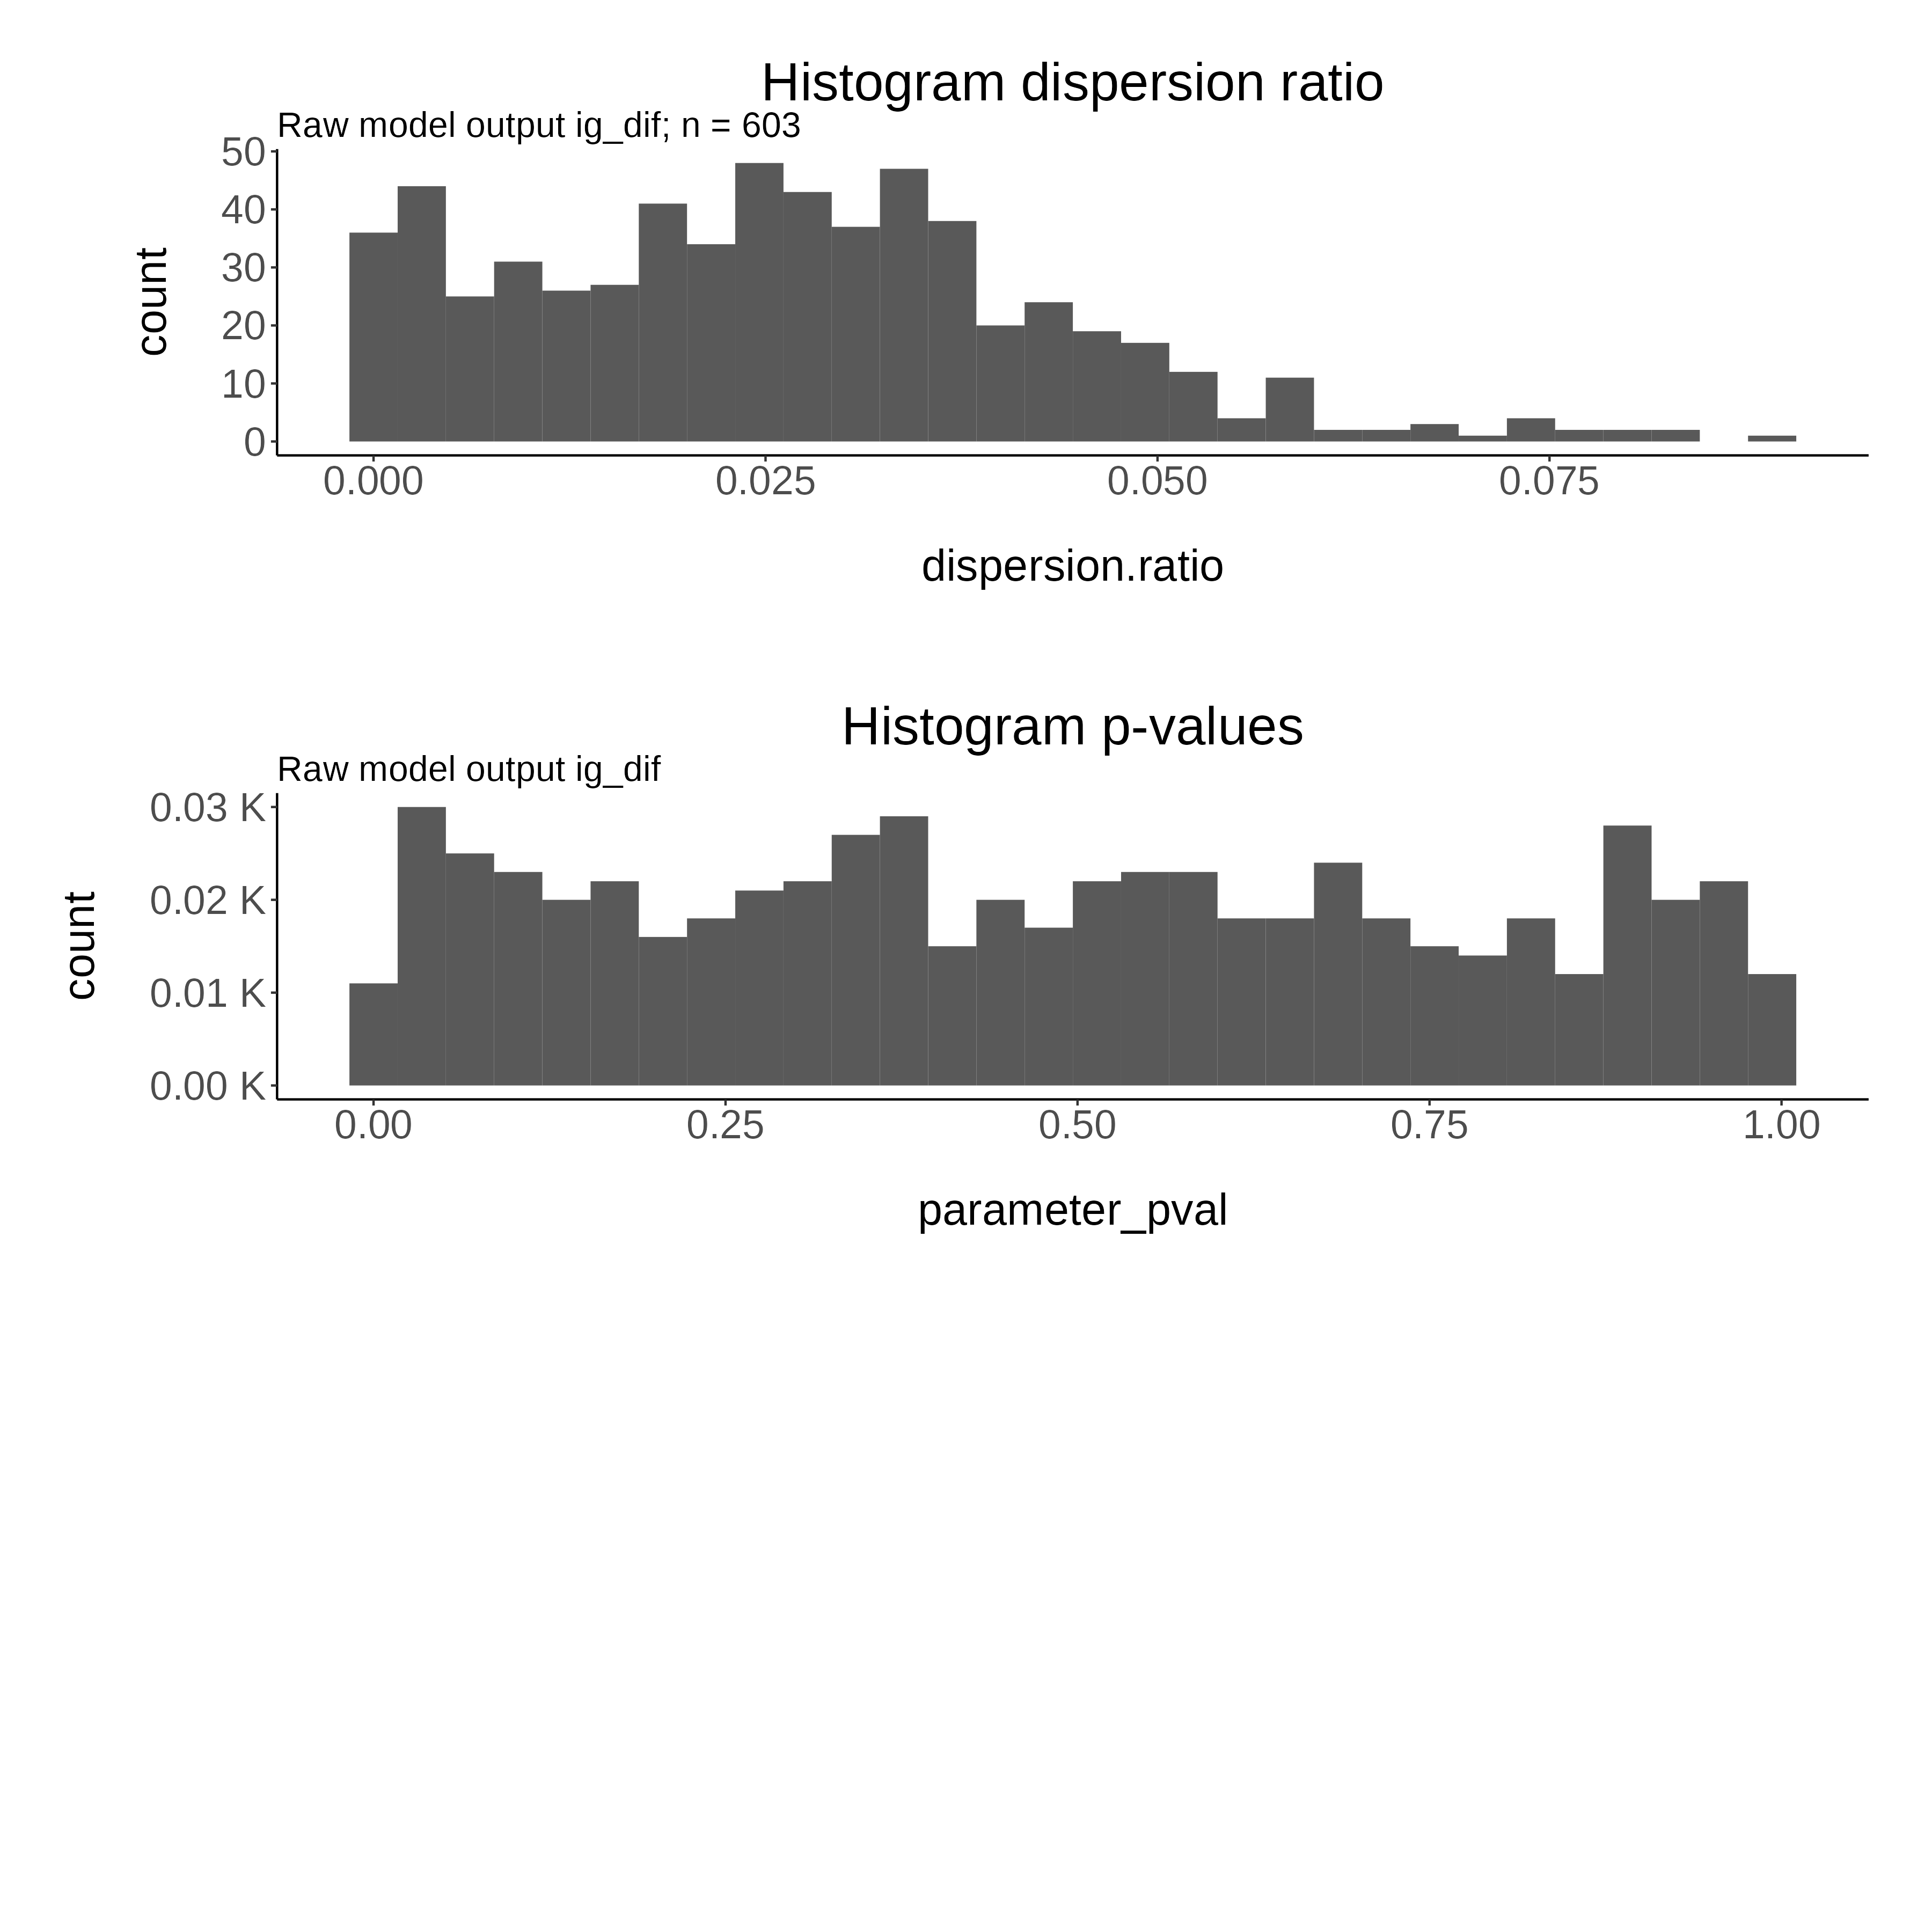 Histogram dispersion ratio
Raw model output ig_dif; n = 603
50
40
30
20
10
0
count
0.000 0.025 0.050 0.075
dispersion.ratio
Histogram p-values
Raw model output ig_dif
0.03 K
0.02 K
0.01 K
0.00 K
count
0.00 0.25 0.50 0.75 1.00
parameter_pval